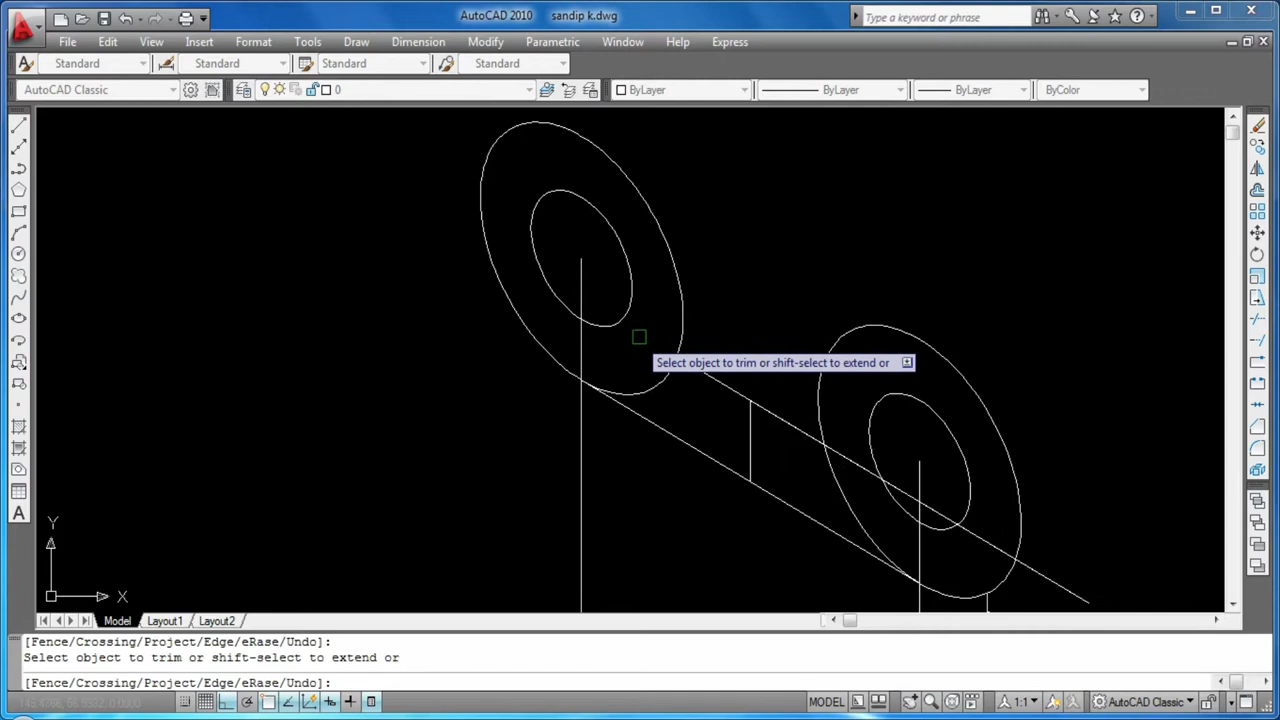 AutoCAD 2010 sandip k.dwg
Type a keyword or phrase
File Edit View Insert Format Tools Draw Dimension Modify Parametric Window Help Express
Standard Standard Standard Standard
AutoCAD Classic 0 ByLayer ByLayer ByLayer ByColor
Select object to trim or shift-select to extend or
Y
X
A
Model Layout1 Layout2
[Fence/Crossing/Project/Edge/eRase/Undo]:
Select object to trim or shift-select to extend or
[Fence/Crossing/Project/Edge/eRase/Undo]:
MODEL 1:1 AutoCAD Classic